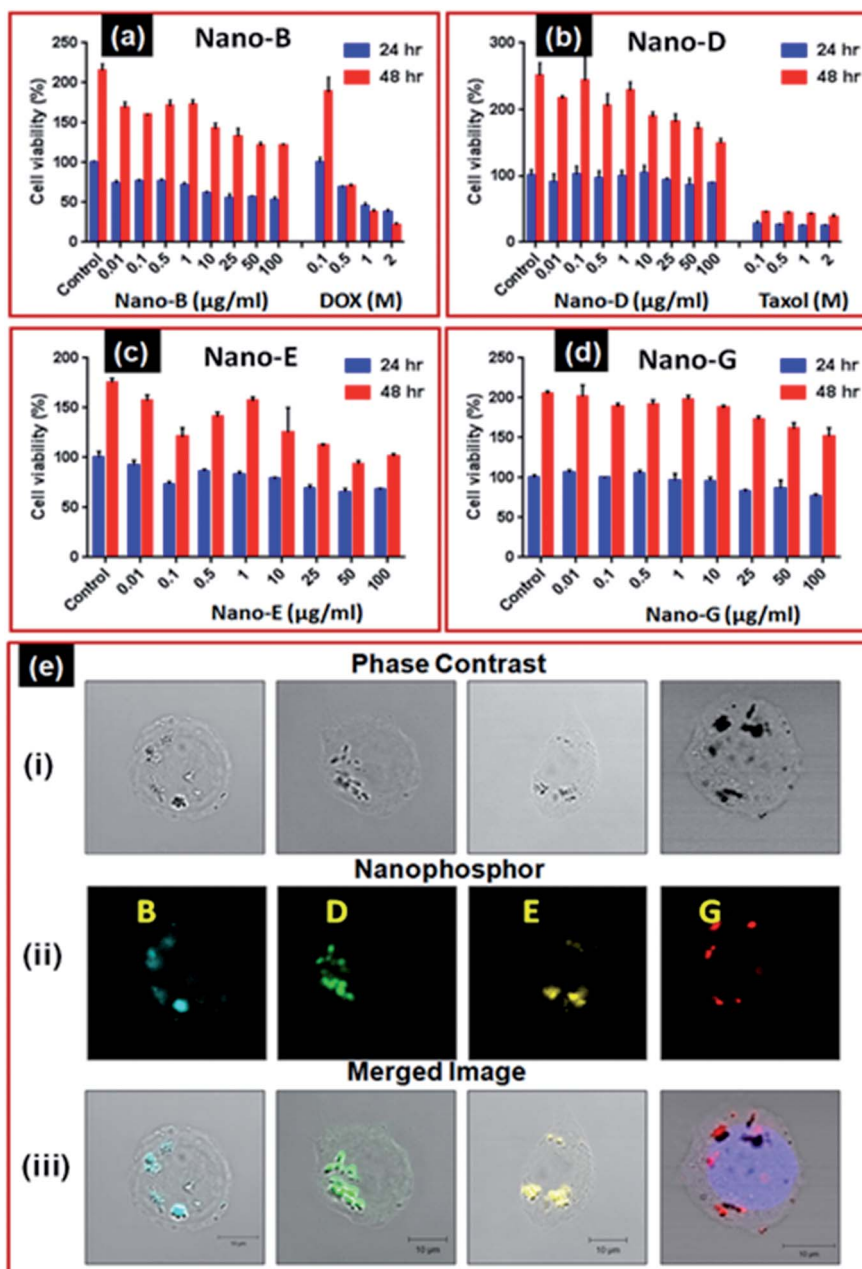 (a) Nano-B
24 hr
48 hr
Cell viability (%)
250
200
150
100
50
0
Control 0.01 0.1 0.5 1 10 25 50 100 0.1 0.5 1 2
Nano-B (µg/ml) DOX (M)
(b) Nano-D
24 hr
48 hr
Cell viability (%)
300
200
100
0
Control 0.01 0.1 0.5 1 10 25 50 100 0.1 0.5 1 2
Nano-D (µg/ml) Taxol (M)
(c) Nano-E
24 hr
48 hr
Cell viability (%)
200
150
100
50
0
Control 0.01 0.1 0.5 1 10 25 50 100
Nano-E (µg/ml)
(d) Nano-G
24 hr
48 hr
Cell viability (%)
250
200
150
100
50
0
Control 0.01 0.1 0.5 1 10 25 50 100
Nano-G (µg/ml)
(e) Phase Contrast
(i)
Nanophosphor
(ii) B D E G
Merged Image
(iii)
10 µm 10 µm 10 µm 10 µm